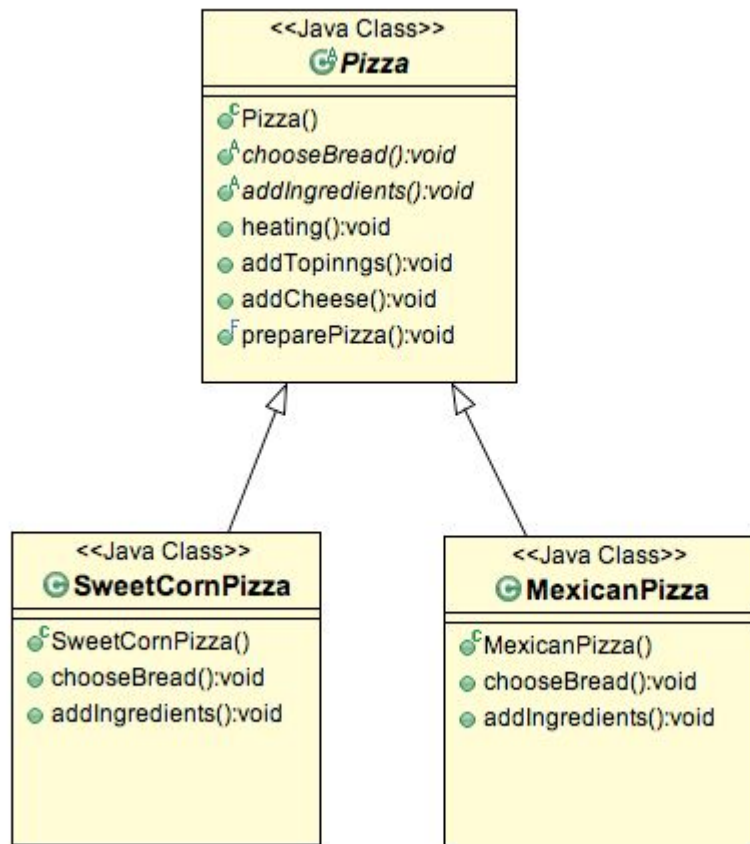 <<Java Class>>
Pizza
Pizza()
chooseBread():void
addIngredients():void
heating():void
addTopinngs():void
addCheese():void
preparePizza():void
<<Java Class>>
SweetCornPizza
SweetCornPizza()
chooseBread():void
addIngredients():void
<<Java Class>>
MexicanPizza
MexicanPizza()
chooseBread():void
addIngredients():void